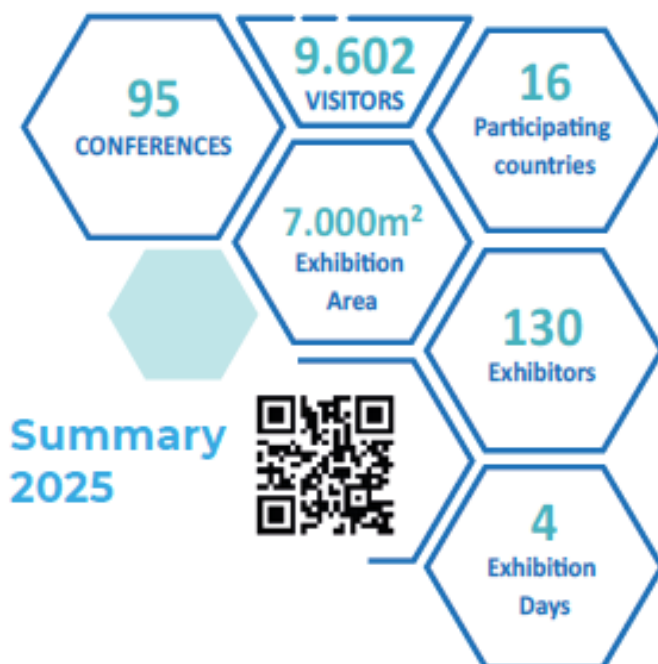 95
CONFERENCES
9.602
VISITORS
16
Participating
countries
7.000m²
Exhibition
Area
130
Exhibitors
Summary
2025
4
Exhibition
Days